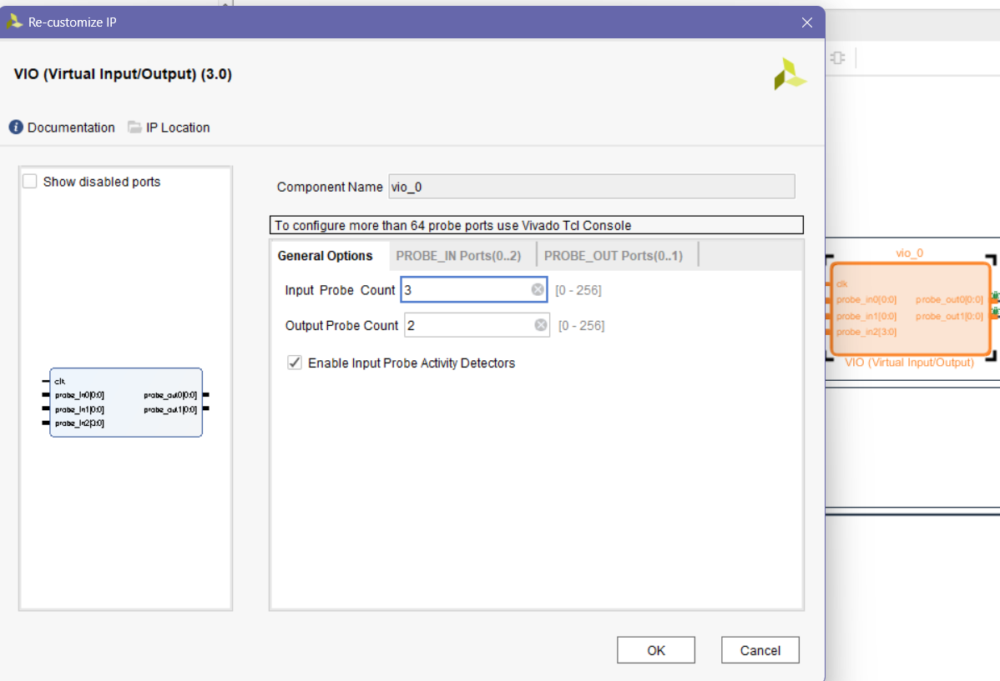 Re-customize IP
VIO (Virtual Input/Output) (3.0)
Documentation IP Location
Show disabled ports
clk
probe_in0[0:0] probe_out0[0:0]
probe_in1[0:0] probe_out1[0:0]
Component Name vio_0
To configure more than 64 probe ports use Vivado Tcl Console
General Options PROBE_IN Ports(0..2) PROBE_OUT Ports(0..1)
Input Probe Count 3 [0 - 256]
Output Probe Count 2 [0 - 256]
Enable Input Probe Activity Detectors
OK Cancel
vio_0
clk
probe_in0[0:0] probe_out0[0:0]
probe_in1[0:0] probe_out1[0:0]
probe_in2[3:0]
VIO (Virtual Input/Output)